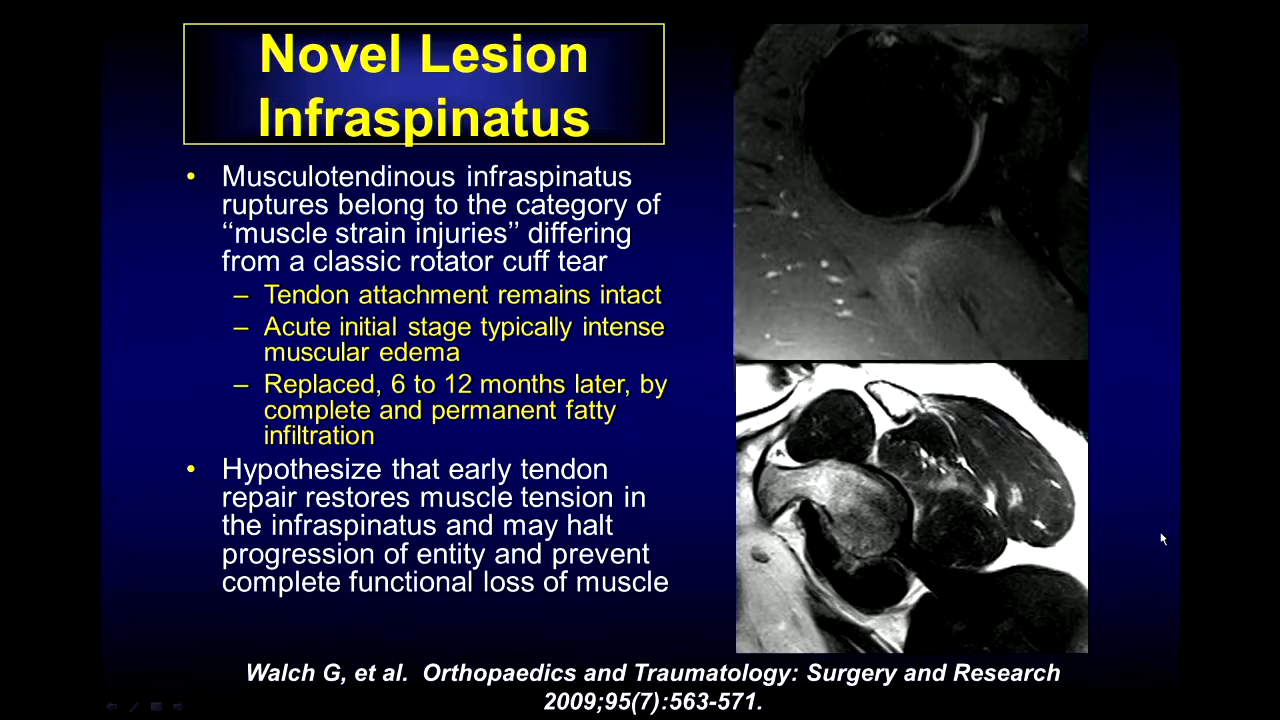 Novel Lesion
Infraspinatus
• Musculotendinous infraspinatus
ruptures belong to the category of
‘‘muscle strain injuries’’ differing
from a classic rotator cuff tear
– Tendon attachment remains intact
– Acute initial stage typically intense
muscular edema
– Replaced, 6 to 12 months later, by
complete and permanent fatty
infiltration
• Hypothesize that early tendon
repair restores muscle tension in
the infraspinatus and may halt
progression of entity and prevent
complete functional loss of muscle
Walch G, et al. Orthopaedics and Traumatology: Surgery and Research
2009;95(7):563-571.